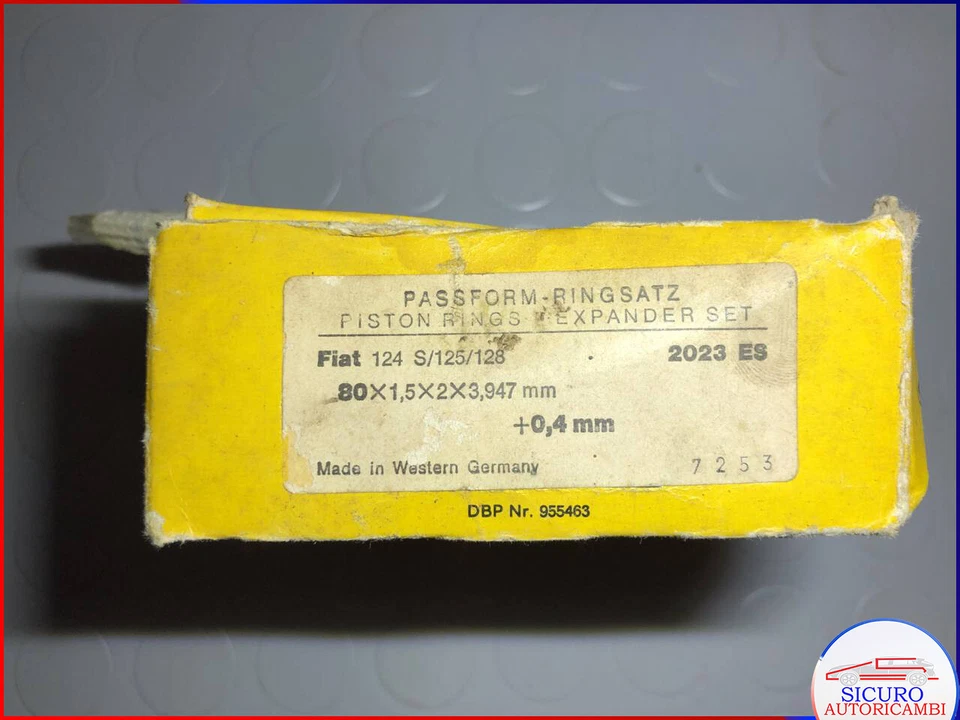 PASSFORM-RINGSATZ
PISTON RINGS EXPANDER SET
Fiat 124 S/125/128 2023 ES
80×1,5×2×3,947 mm
+0,4 mm
Made in Western Germany 7253
DBP Nr. 955463
SICURO
AUTORICAMBI